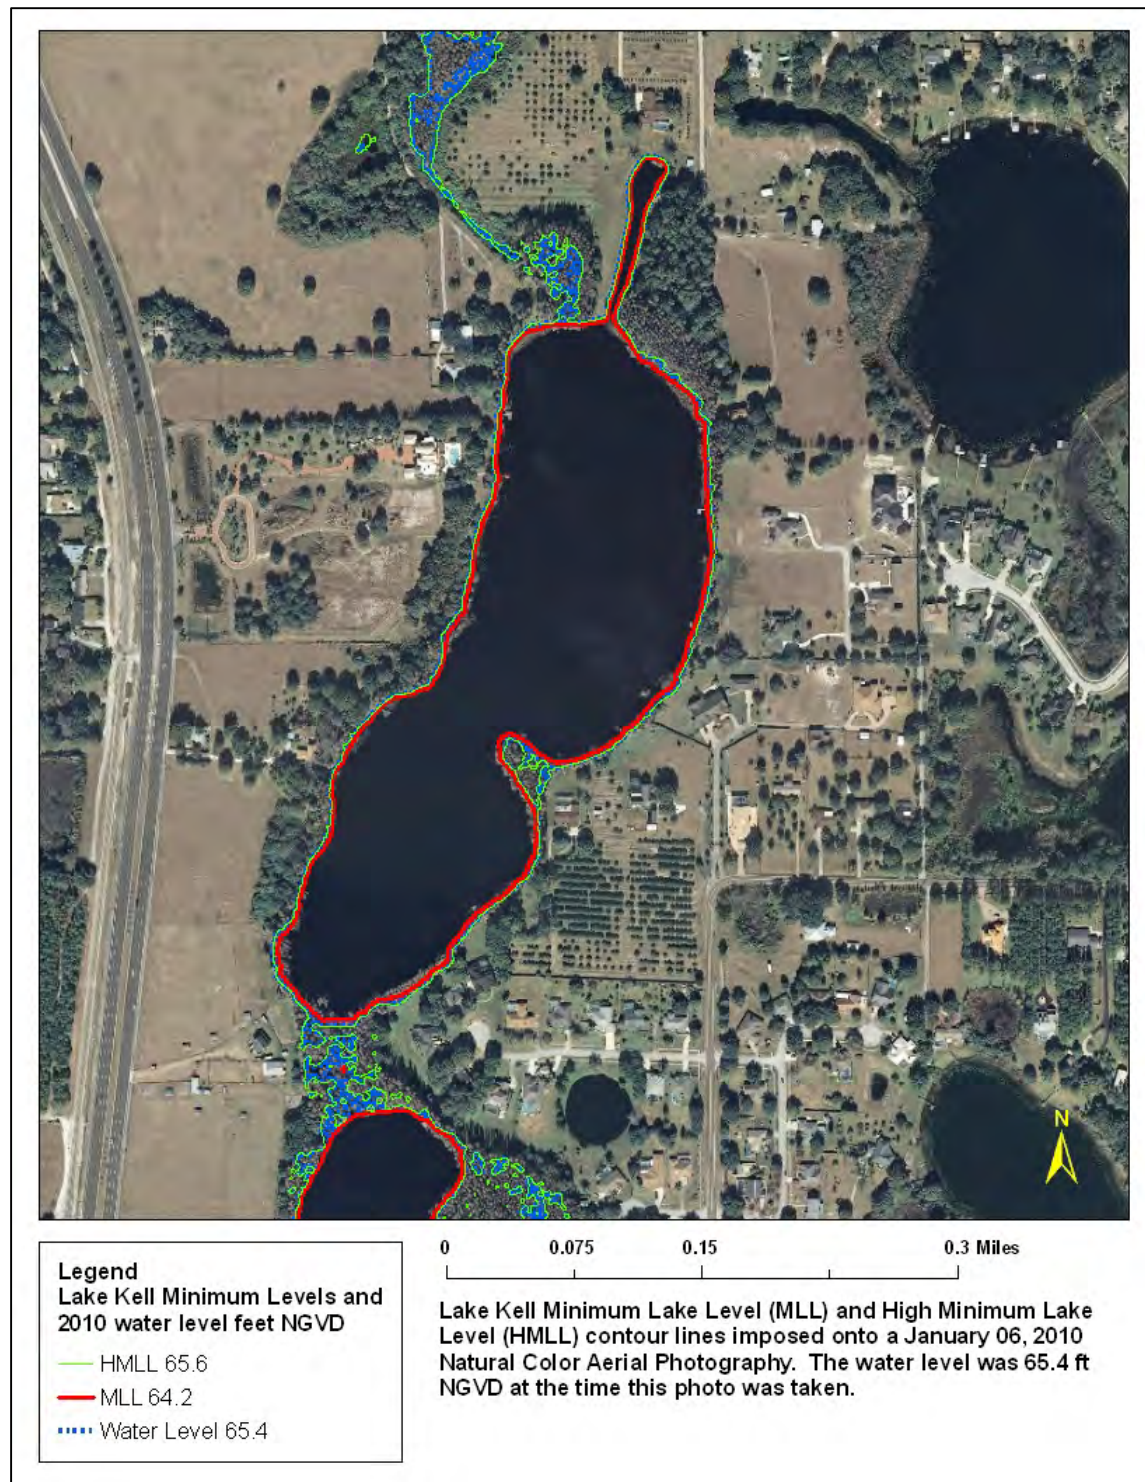 N
0
0.075
0.15
0.3 Miles
Legend
Lake Kell Minimum Levels and
2010 water level feet NGVD
HMLL 65.6
MLL 64.2
Water Level 65.4
Lake Kell Minimum Lake Level (MLL) and High Minimum Lake
Level (HMLL) contour lines imposed onto a January 06, 2010
Natural Color Aerial Photography.  The water level was 65.4 ft
NGVD at the time this photo was taken.